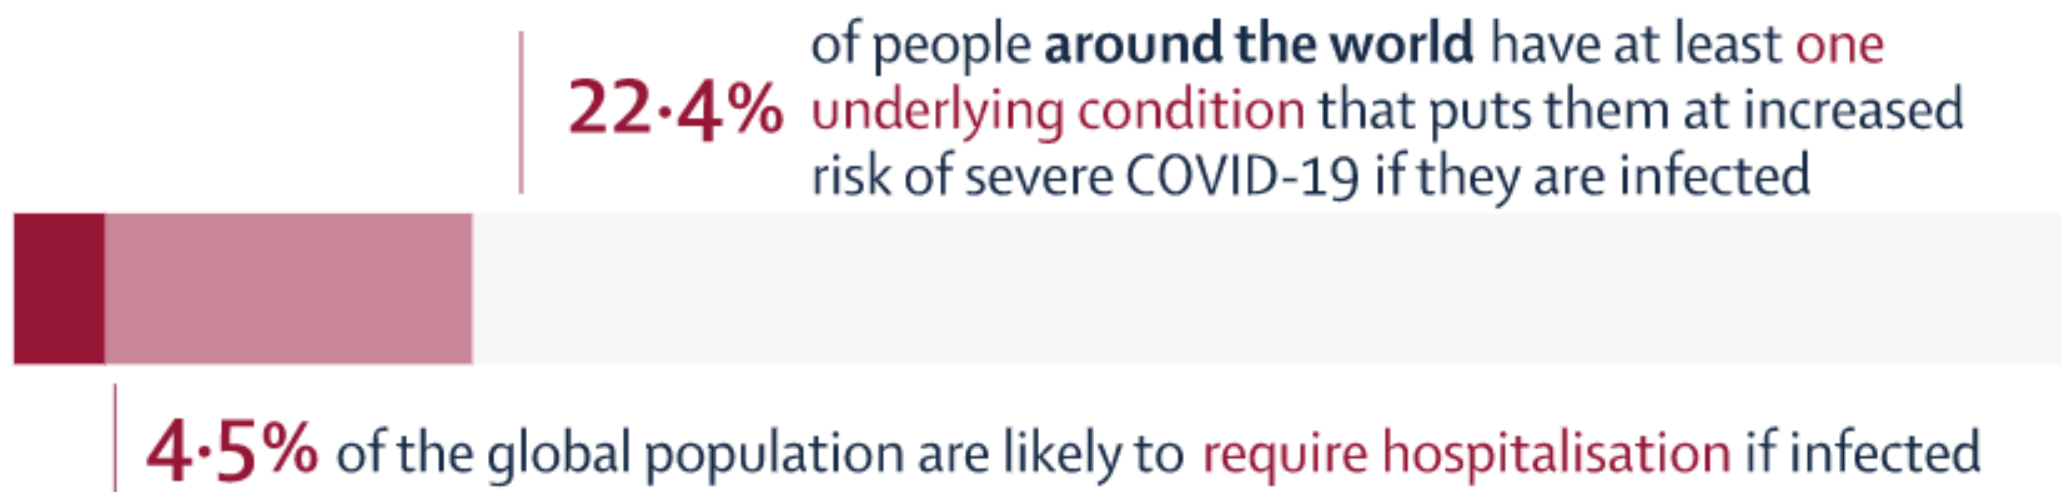 22·4%
of people around the world have at least one
underlying condition that puts them at increased
risk of severe COVID-19 if they are infected
4·5% of the global population are likely to require hospitalisation if infected